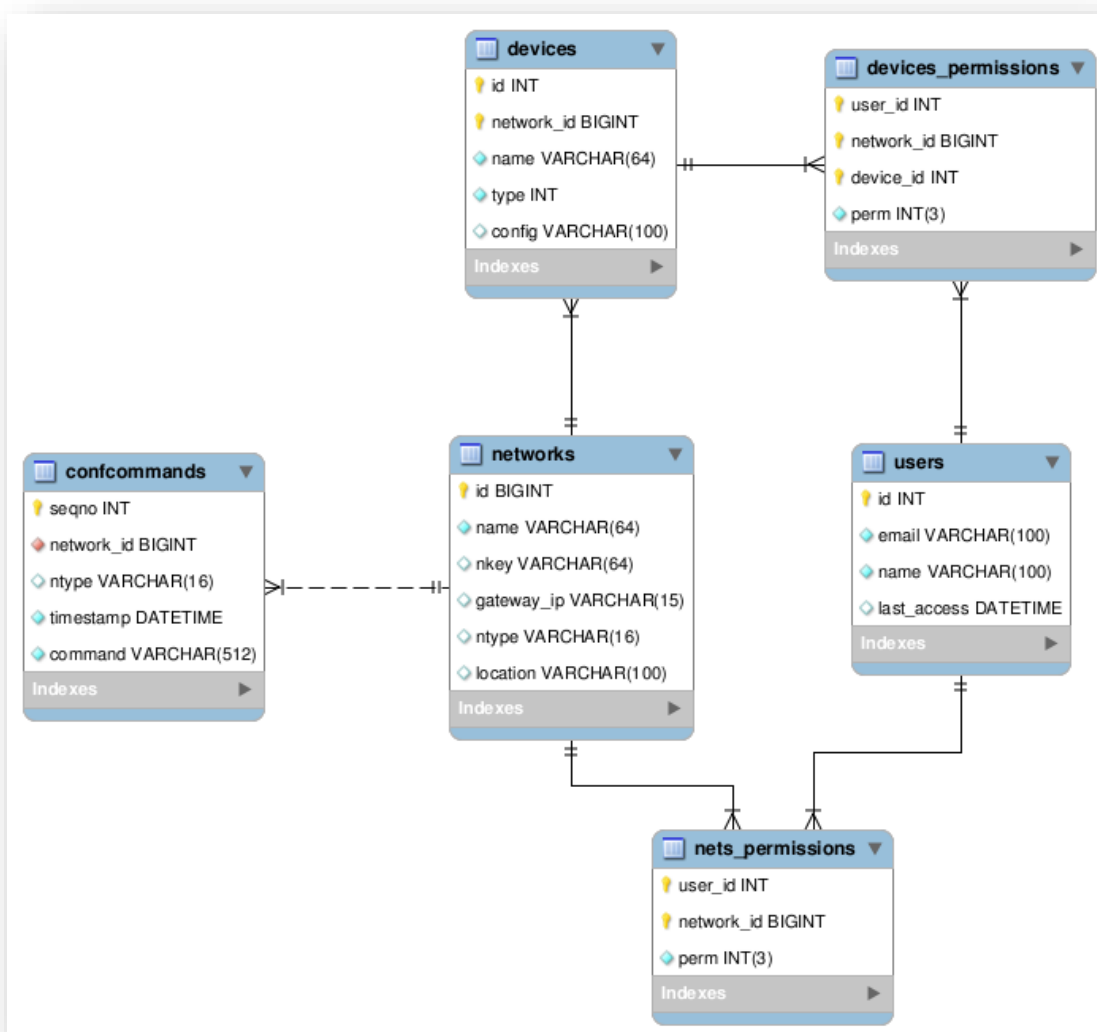 devices
id INT
network_id BIGINT
name VARCHAR(64)
type INT
config VARCHAR(100)
Indexes
devices_permissions
user_id INT
network_id BIGINT
device_id INT
perm INT(3)
Indexes
confcommands
seqno INT
network_id BIGINT
ntype VARCHAR(16)
timestamp DATETIME
command VARCHAR(512)
Indexes
networks
id BIGINT
name VARCHAR(64)
nkey VARCHAR(64)
gateway_ip VARCHAR(15)
ntype VARCHAR(16)
location VARCHAR(100)
Indexes
users
id INT
email VARCHAR(100)
name VARCHAR(100)
last_access DATETIME
Indexes
nets_permissions
user_id INT
network_id BIGINT
perm INT(3)
Indexes